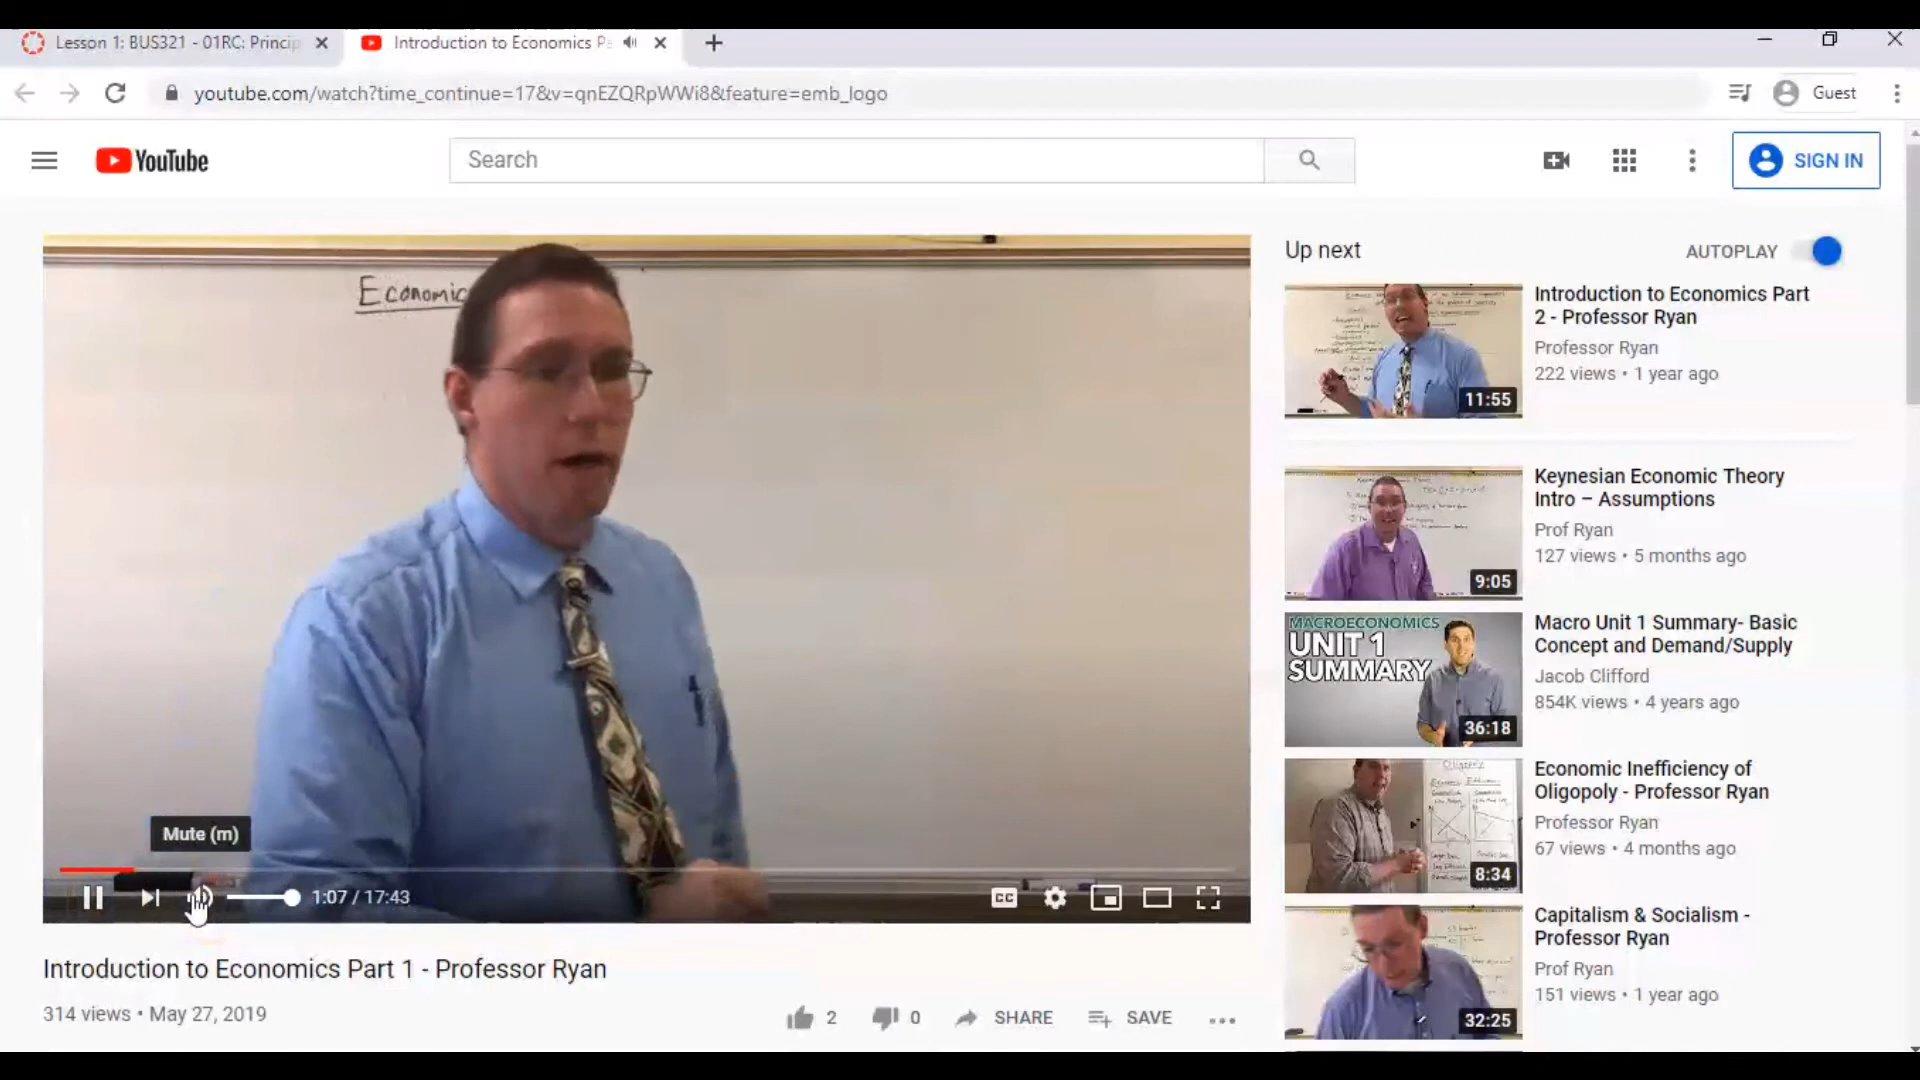 Lesson 1: BUS321 - 01RC: Princip
Introduction to Economics Pa
youtube.com/watch?time_continue=17&v=qnEZQRpWWi8&feature=emb_logo
Guest
YouTube
Search
SIGN IN
Economic
Mute (m)
1:07 / 17:43
CC
Introduction to Economics Part 1 - Professor Ryan
314 views • May 27, 2019
2
0
SHARE
SAVE
Up next
AUTOPLAY
11:55
Introduction to Economics Part
2 - Professor Ryan
Professor Ryan
222 views • 1 year ago
9:05
Keynesian Economic Theory
Intro – Assumptions
Prof Ryan
127 views • 5 months ago
MACROECONOMICS
UNIT 1
SUMMARY
36:18
Macro Unit 1 Summary- Basic
Concept and Demand/Supply
Jacob Clifford
854K views • 4 years ago
Oligopoly
8:34
Economic Inefficiency of
Oligopoly - Professor Ryan
Professor Ryan
67 views • 4 months ago
32:25
Capitalism & Socialism -
Professor Ryan
Prof Ryan
151 views • 1 year ago